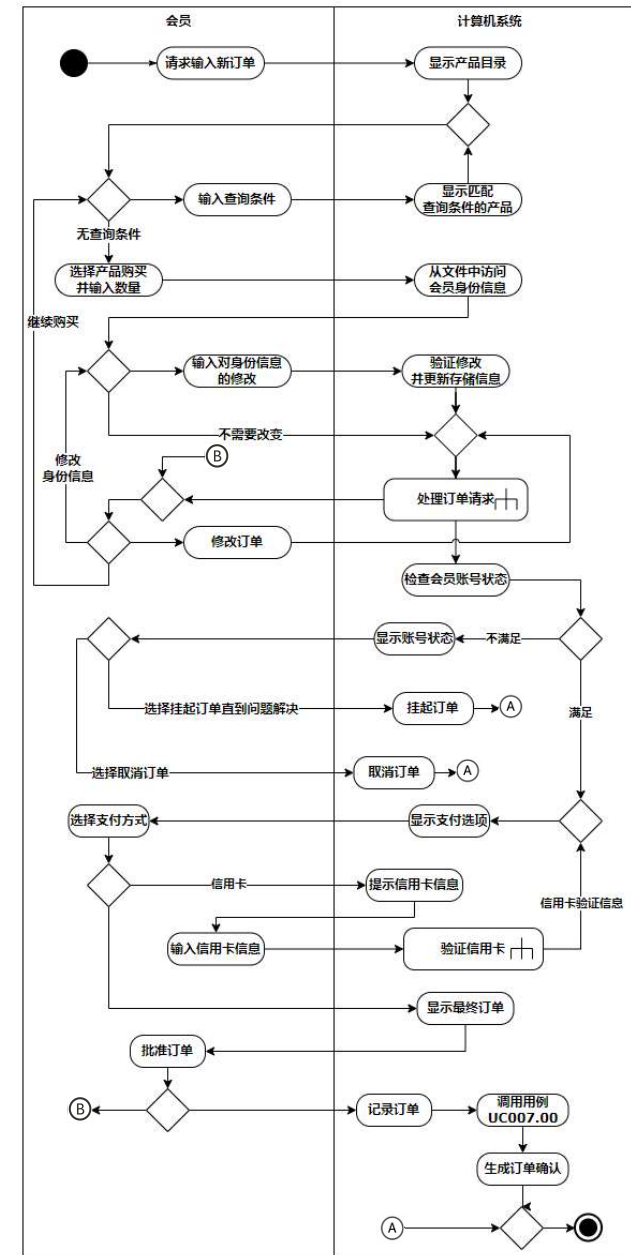 会员
计算机系统
请求输入新订单
显示产品目录
输入查询条件
显示匹配
查询条件的产品
无查询条件
选择产品购买
并输入数量
从文件中访问
会员身份信息
继续购买
输入对身份信息
的修改
验证修改
并更新存储信息
不需要改变
B
修改
身份信息
处理订单请求
修改订单
检查会员账号状态
显示账号状态
不满足
选择挂起订单直到问题解决
挂起订单
A
满足
选择取消订单
取消订单
A
选择支付方式
显示支付选项
信用卡
提示信用卡信息
信用卡验证信息
输入信用卡信息
验证信用卡
显示最终订单
批准订单
B
记录订单
调用用例
UC007.00
生成订单确认
A